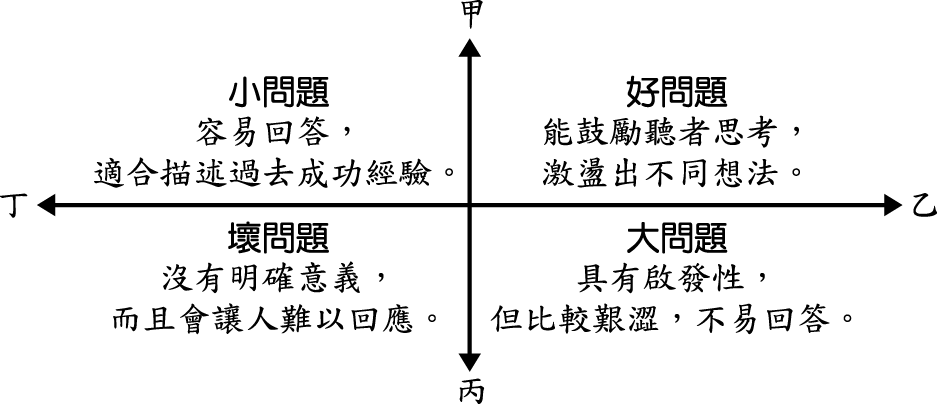 甲
小問題
容易回答，
適合描述過去成功經驗。
好問題
能鼓勵聽者思考，
激盪出不同想法。
丁
乙
壞問題
沒有明確意義，
而且會讓人難以回應。
大問題
具有啟發性，
但比較艱澀，不易回答。
丙